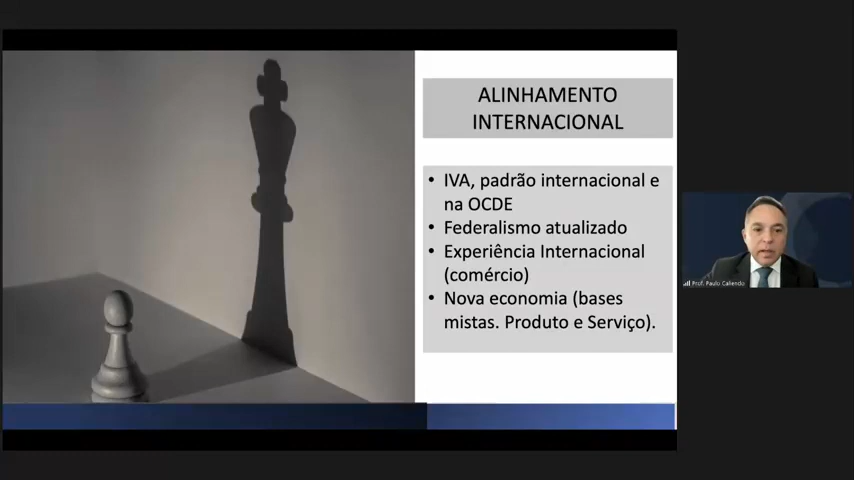 ALINHAMENTO
INTERNACIONAL
• IVA, padrão internacional e
na OCDE
• Federalismo atualizado
• Experiência Internacional
(comércio)
• Nova economia (bases
mistas. Produto e Serviço).
Prof. Paulo Caliendo